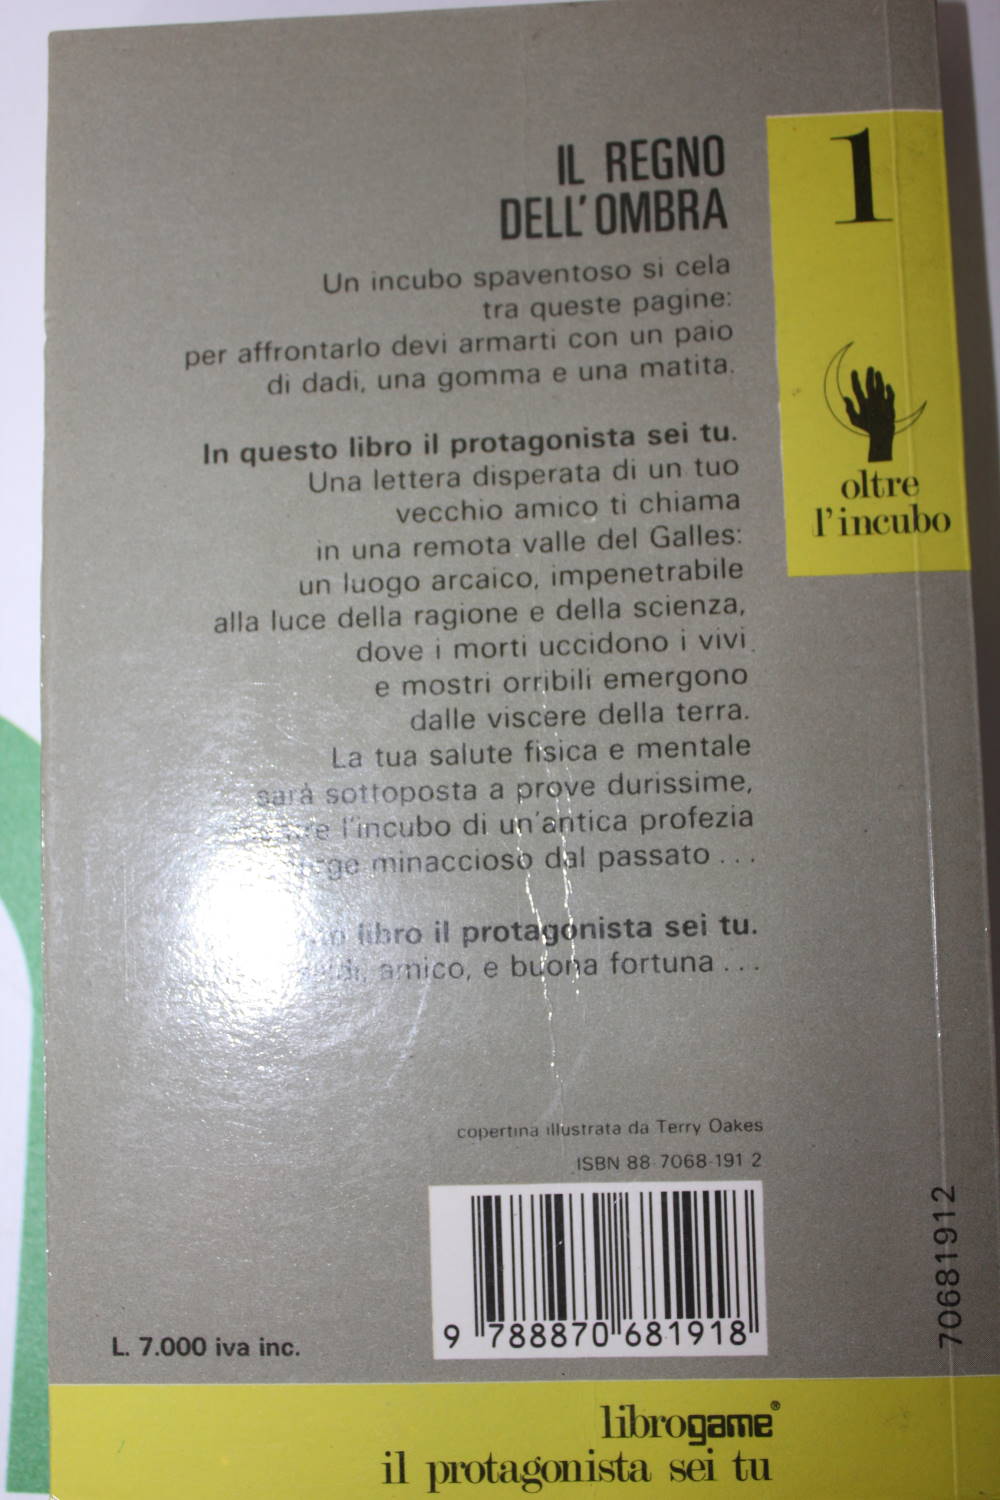 IL REGNO
DELL'OMBRA
Un incubo spaventoso si cela
tra queste pagine:
per affrontarlo devi armarti con un paio
di dadi, una gomma e una matita.
In questo libro il protagonista sei tu.
Una lettera disperata di un tuo
vecchio amico ti chiama
in una remota valle del Galles:
un luogo arcaico, impenetrabile
alla luce della ragione e della scienza,
dove i morti uccidono i vivi
e mostri orribili emergono
dalle viscere della terra.
La tua salute fisica e mentale
sarà sottoposta a prove durissime,
l'incubo di un'antica profezia
minaccioso dal passato...
libro il protagonista sei tu.
amico, e buona fortuna...
copertina illustrata da Terry Oakes
ISBN 88-7068-191 2
9 788870 681918
L. 7.000 iva inc.
1
oltre
l'incubo
70681912
librogame®
il protagonista sei tu